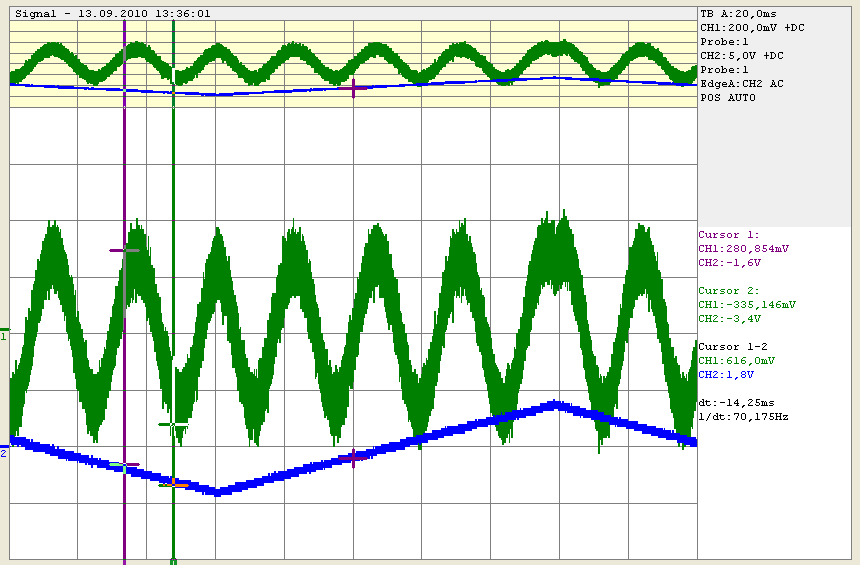 Signal - 13.09.2010 13:36:01
TB A:20,0ms
CH1:200,0mV +DC
Probe:1
CH2:5,0V +DC
Probe:1
EdgeA:CH2 AC
POS AUTO
Cursor 1:
CH1:280,854mV
CH2:-1,6V
Cursor 2:
CH1:-335,146mV
CH2:-3,4V
Cursor 1-2
CH1:616,0mV
CH2:1,8V
dt:-14,25ms
1/dt:70,175Hz
1
2